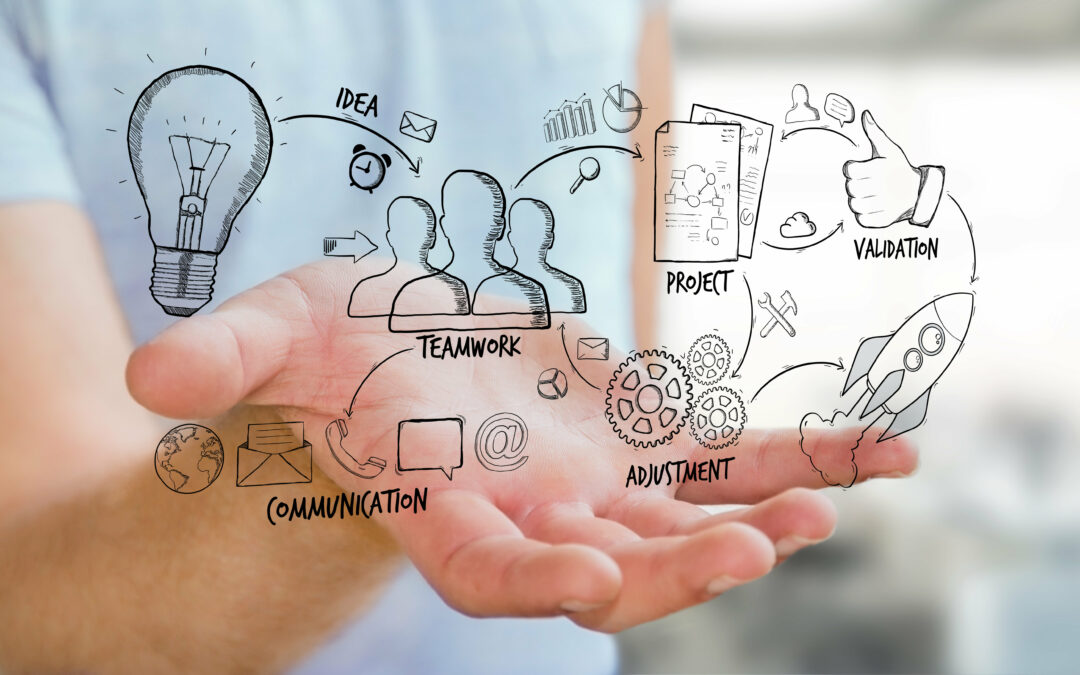 IDEA
TEAMWORK
PROJECT
VALIDATION
COMMUNICATION
@
ADJUSTMENT